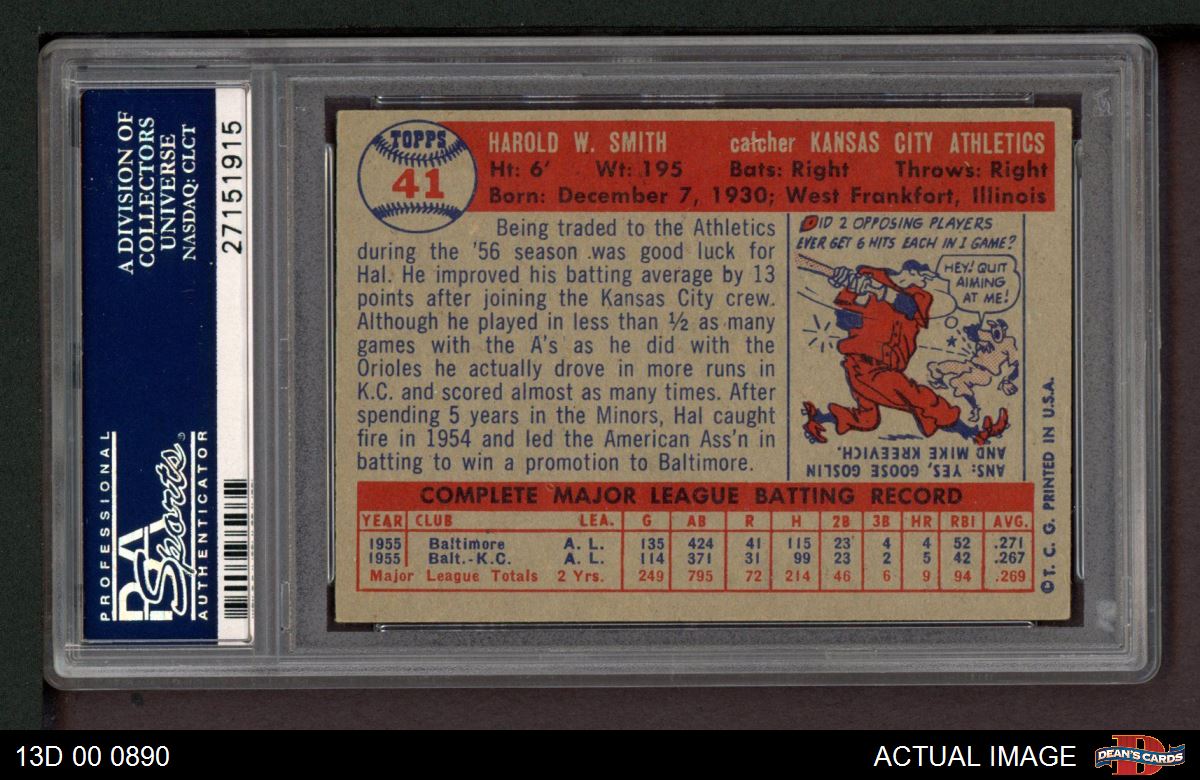 A DIVISION OF
COLLECTORS
UNIVERSE
NASDAQ: CLCT
27151915
PROFESSIONAL
PSA
Sports®
AUTHENTICATOR
TOPPS
41
HAROLD W. SMITH catcher KANSAS CITY ATHLETICS
Ht: 6' Wt: 195 Bats: Right Throws: Right
Born: December 7, 1930; West Frankfort, Illinois
Being traded to the Athletics
during the '56 season was good luck for
Hal. He improved his batting average by 13
points after joining the Kansas City crew.
Although he played in less than ½ as many
games with the A's as he did with the
Orioles he actually drove in more runs in
K.C. and scored almost as many times. After
spending 5 years in the Minors, Hal caught
fire in 1954 and led the American Ass'n in
batting to win a promotion to Baltimore.
DID 2 OPPOSING PLAYERS
EVER GET 6 HITS EACH IN 1 GAME?
HEY! QUIT
AIMING
AT ME!
ANS: YES, GOOSE GOSLIN
AND MIKE KREEVICH.
COMPLETE MAJOR LEAGUE BATTING RECORD
YEAR CLUB LEA. G AB R H 2B 3B HR RBI AVG.
1955 Baltimore A. L. 135 424 41 115 23 4 4 52 .271
1955 Balt.-K.C. A. L. 114 371 31 99 23 2 5 42 .267
Major League Totals 2 Yrs. 249 795 72 214 46 6 9 94 .269
© T. C. G. PRINTED IN U.S.A.
13D 00 0890
ACTUAL IMAGE
D
DEAN'S CARDS